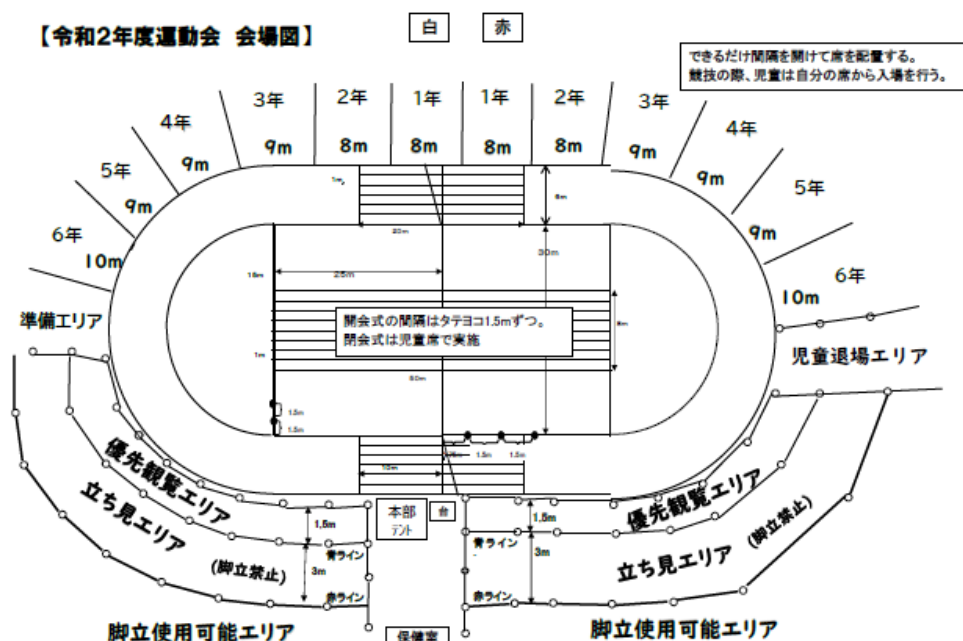 【令和2年度運動会 会場図】
白 赤
できるだけ間隔を開けて席を配置する。
競技の際、児童は自分の席から入場を行う。
3年 2年 1年 1年 2年 3年
4年 4年
5年 5年
6年 6年
9m 8m 8m 8m 8m 9m
9m 9m
9m 9m
10m 10m
1m
20m
30m
25m
開会式の間隔はタテヨコ1.5mずつ。
閉会式は児童席で実施
1m
1.5m
1.5m
1.5m 1.5m
10m
準備エリア
児童退場エリア
優先観覧エリア
立ち見エリア
(脚立禁止)
1,5m
青ライン
3m
赤ライン
脚立使用可能エリア
本部
テント
台
保健室
優先観覧エリア
立ち見エリア
(脚立禁止)
1,5m
青ライン
3m
赤ライン
脚立使用可能エリア